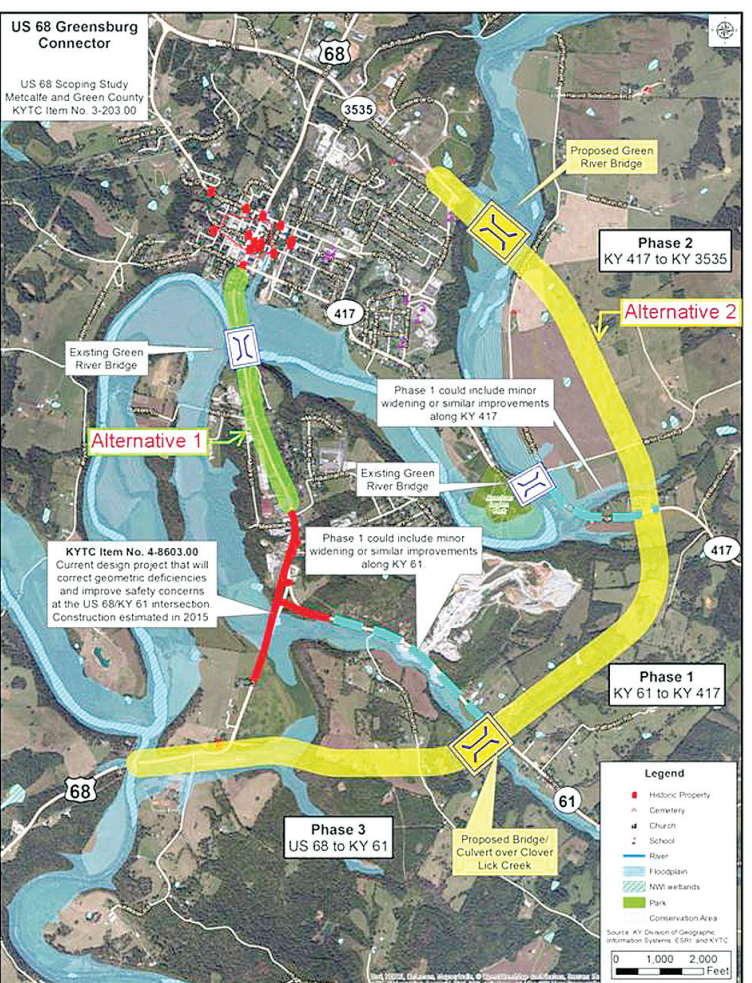 US 68 Greensburg
Connector
US 68 Scoping Study
Metcalfe and Green County
KYTC Item No. 3-203.00
68
3535
Proposed Green
River Bridge
Phase 2
KY 417 to KY 3535
Alternative 2
417
Existing Green
River Bridge
Phase 1 could include minor
widening or similar improvements
along KY 417
Alternative 1
Existing Green
River Bridge
American
Legion
Park
KYTC Item No. 4-8603.00
Current design project that will
correct geometric deficiencies
and improve safety concerns
at the US 68/KY 61 intersection.
Construction estimated in 2015
Phase 1 could include minor
widening or similar improvements
along KY 61
417
Phase 1
KY 61 to KY 417
68
61
Phase 3
US 68 to KY 61
Proposed Bridge/
Culvert over Clover
Lick Creek
Legend
Historic Property
Cemetery
Church
School
River
Floodplain
NWI wetlands
Park
Conservation Area
Source: KY Division of Geographic
Information Systems, ESRI, and KYTC
0 1,000 2,000
Feet